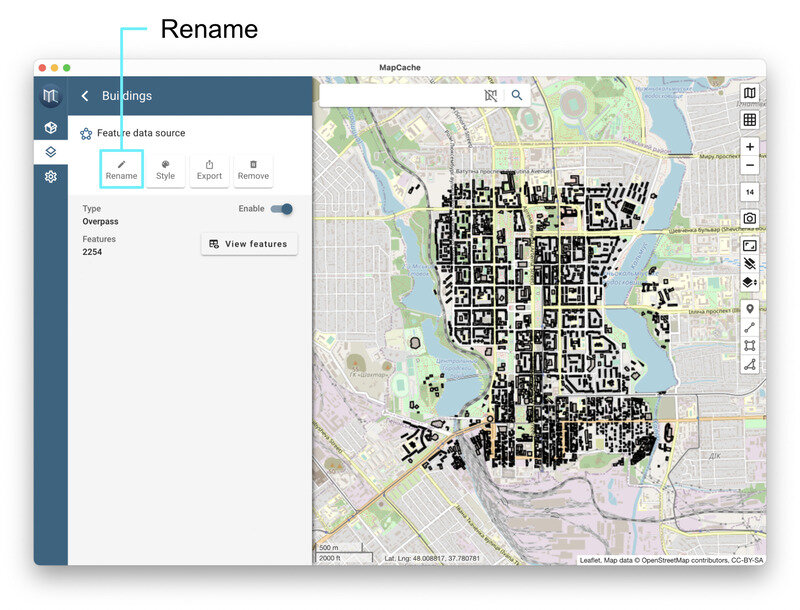 Rename
MapCache
Buildings
Feature data source
Rename
Style
Export
Remove
Type
Overpass
Enable
Features
2254
View features
14
500 m
2000 ft
Lat, Lng: 48.008817, 37.780781
Leaflet, Map data © OpenStreetMap contributors, CC-BY-SA